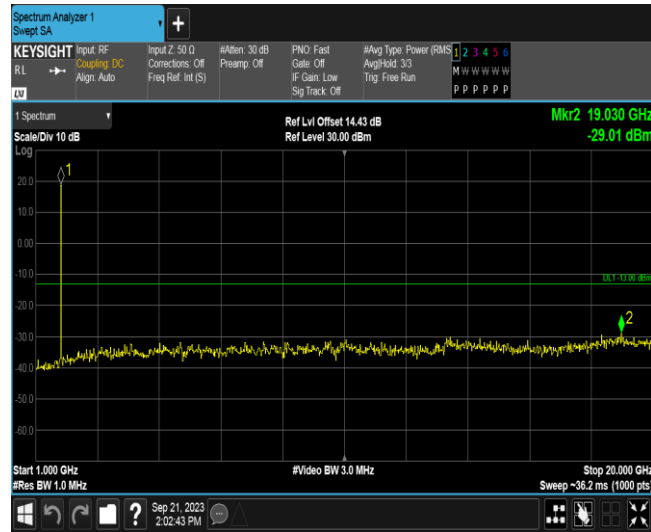 Spectrum Analyzer 1
Swept SA
KEYSIGHT
RL
LXI
Input: RF
Coupling: DC
Align: Auto
Input Z: 50 Ω
Corrections: Off
Freq Ref: Int (S)
#Atten: 30 dB
Preamp: Off
PNO: Fast
Gate: Off
IF Gain: Low
Sig Track: Off
#Avg Type: Power (RMS
Avg|Hold: 3/3
Trig: Free Run
1 2 3 4 5 6
M W W W W W
P P P P P P
1 Spectrum
Scale/Div 10 dB
Log
Ref Lvl Offset 14.43 dB
Ref Level 30.00 dBm
Mkr2 19.030 GHz
-29.01 dBm
1
20.0
10.0
0.00
-10.0
DL1 -13.00 dBm
-20.0
2
-30.0
-40.0
-50.0
-60.0
Start 1.000 GHz
#Res BW 1.0 MHz
#Video BW 3.0 MHz
Stop 20.000 GHz
Sweep ~36.2 ms (1000 pts)
?
Sep 21, 2023
2:02:43 PM